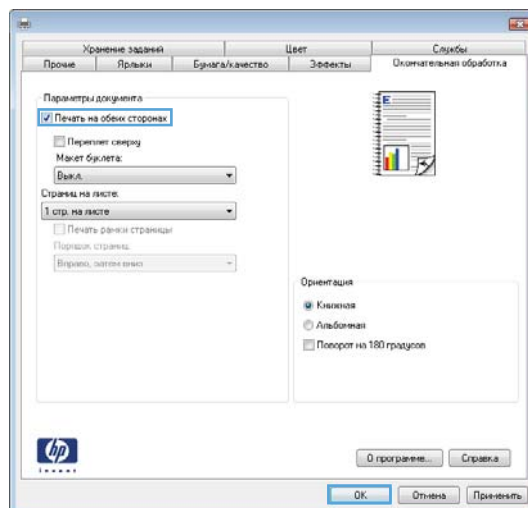 Хранение заданий Цвет Службы
Прочие Ярлыки Бумага/качество Эффекты Окончательная обработка
Параметры документа
Печать на обеих сторонах
Переплет сверху
Макет буклета:
Выкл.
Страниц на листе:
1 стр. на листе
Печать рамки страницы
Порядок страниц:
Вправо, затем вниз
E
Ориентация
Книжная
Альбомная
Поворот на 180 градусов
hp
invent
О программе... Справка
OK Отмена Применить